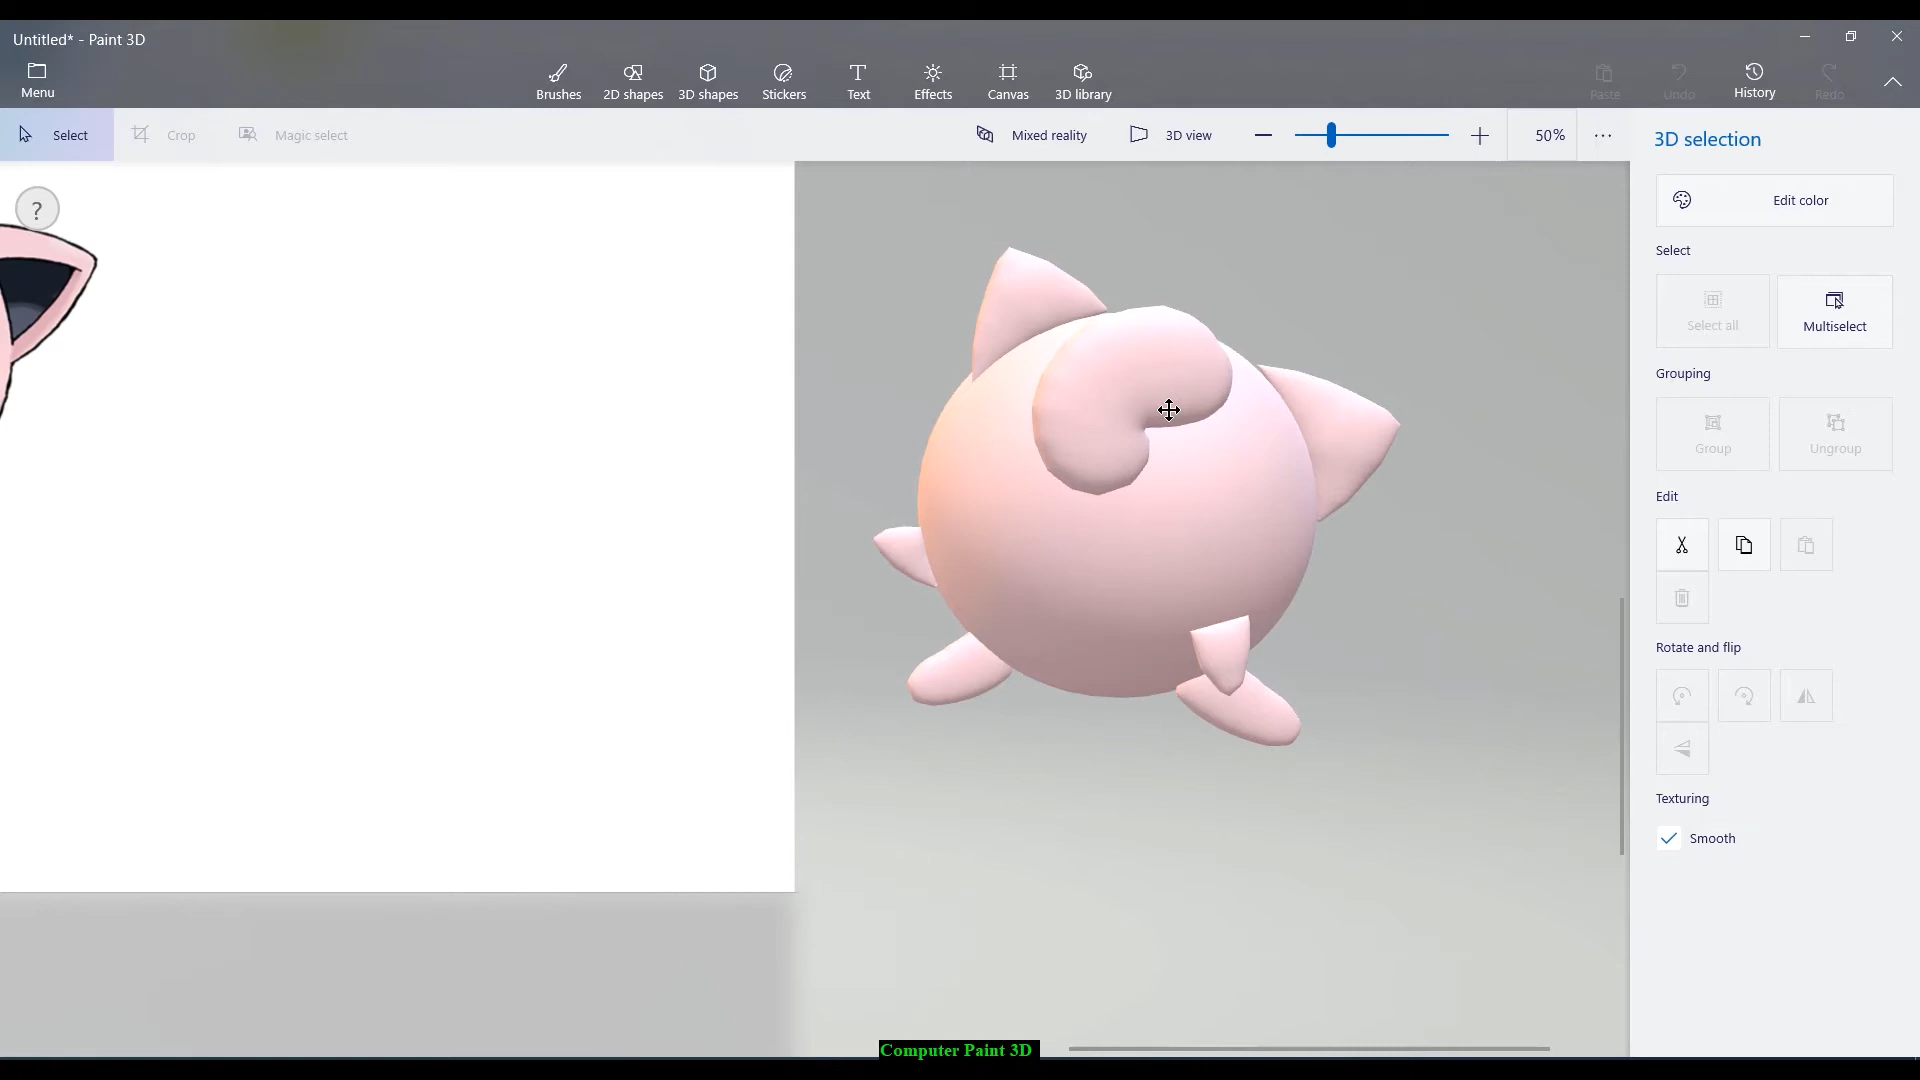 Untitled* - Paint 3D
Menu
Brushes
2D shapes
3D shapes
Stickers
Text
Effects
Canvas
3D library
Paste
Undo
History
Redo
Select
Crop
Magic select
Mixed reality
3D view
50%
?
3D selection
Edit color
Select
Select all
Multiselect
Grouping
Group
Ungroup
Edit
Rotate and flip
Texturing
Smooth
Computer Paint 3D